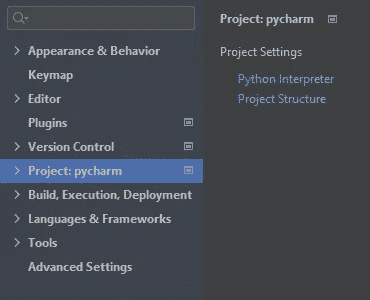 Appearance & Behavior
Keymap
Editor
Plugins
Version Control
Project: pycharm
Build, Execution, Deployment
Languages & Frameworks
Tools
Advanced Settings
Project: pycharm
Project Settings
Python Interpreter
Project Structure